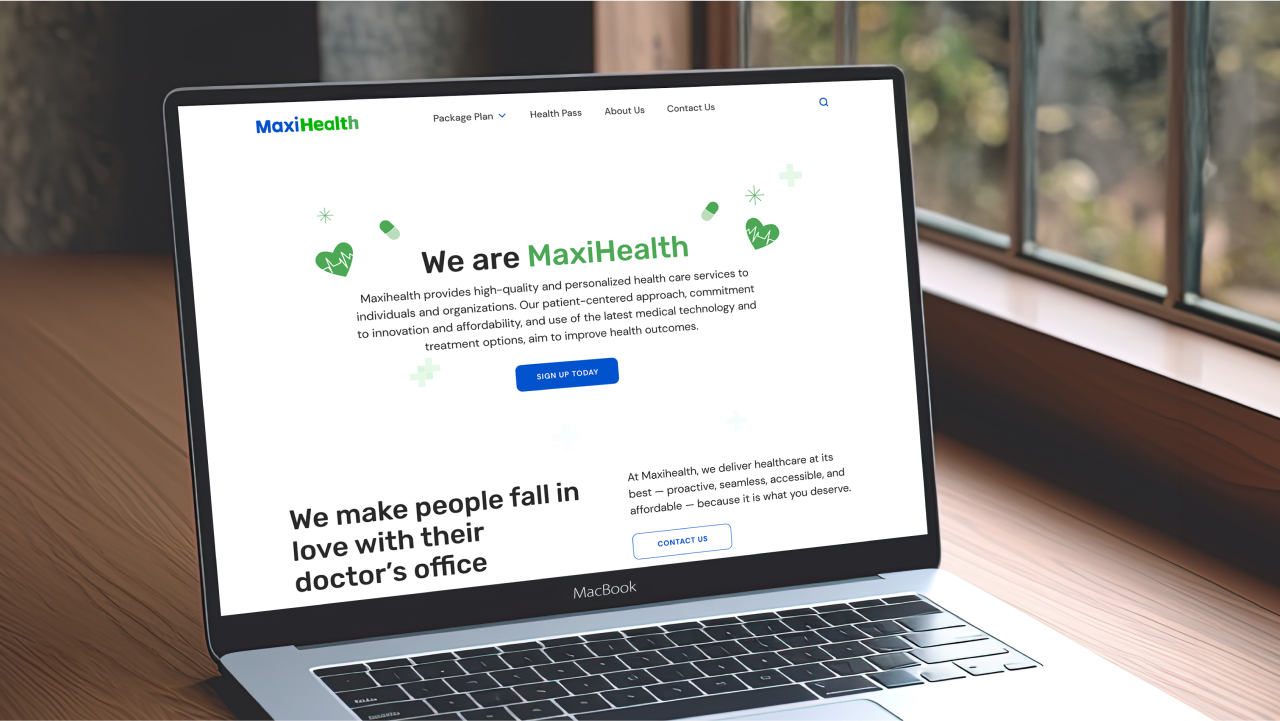 MaxiHealth
Package Plan
Health Pass
About Us
Contact Us
We are MaxiHealth
Maxihealth provides high-quality and personalized health care services to
individuals and organizations. Our patient-centered approach, commitment
to innovation and affordability, and use of the latest medical technology and
treatment options, aim to improve health outcomes.
SIGN UP TODAY
We make people fall in
love with their
doctor's office
At Maxihealth, we deliver healthcare at its
best — proactive, seamless, accessible, and
affordable — because it is what you deserve.
CONTACT US
MacBook